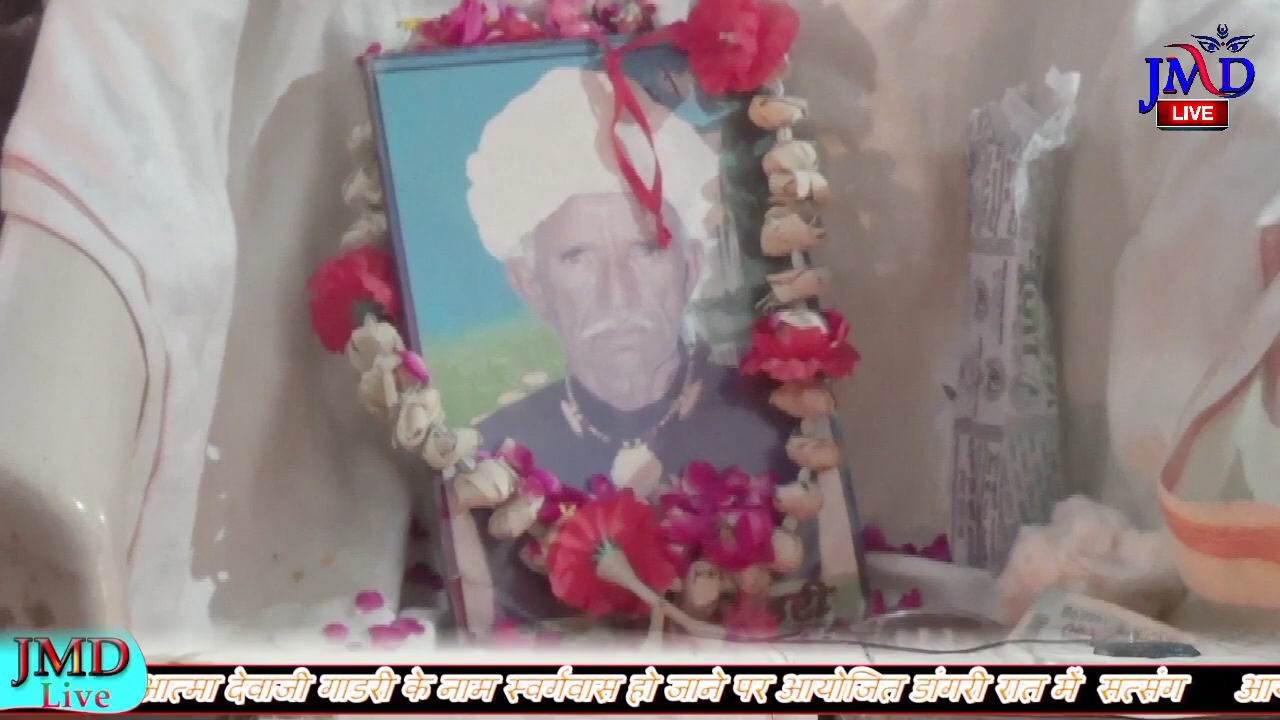 JMD
LIVE
JMD
Live
आत्मा देवाजी गाडरी के नाम स्वर्गवास हो जाने पर आयोजित डांगरी रात में सत्संग